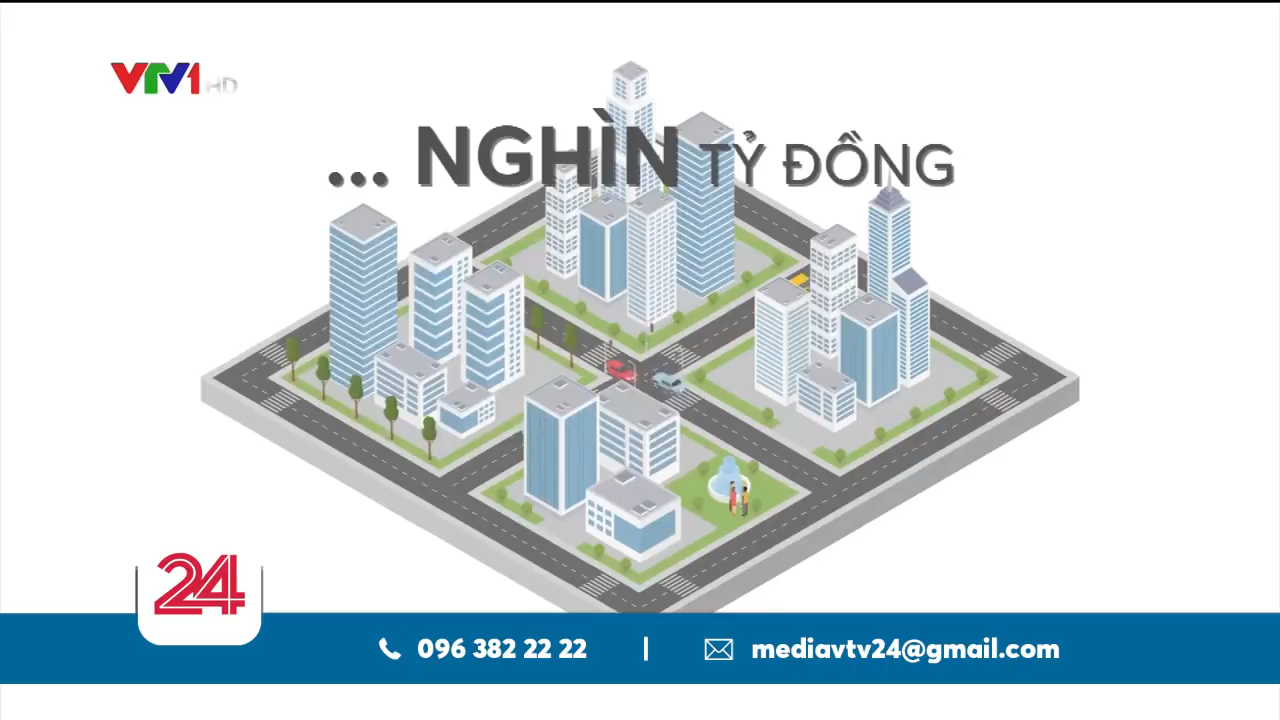 VTV1 HD
... NGHÌN TỶ ĐỒNG
24
096 382 22 22 | mediavtv24@gmail.com